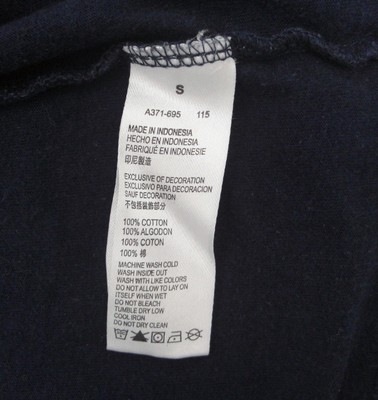 S
A371-695 115
MADE IN INDONESIA
HECHO EN INDONESIA
FABRIQUÉ EN INDONESIE
印尼製造
EXCLUSIVE OF DECORATION
EXCLUSIVO PARA DECORACION
SAUF DECORATION
不包括裝飾部分
100% COTTON
100% ALGODON
100% COTON
100% 棉
MACHINE WASH COLD
WASH INSIDE OUT
WASH WITH LIKE COLORS
DO NOT ALLOW TO LAY ON
ITSELF WHEN WET
DO NOT BLEACH
TUMBLE DRY LOW
COOL IRON
DO NOT DRY CLEAN